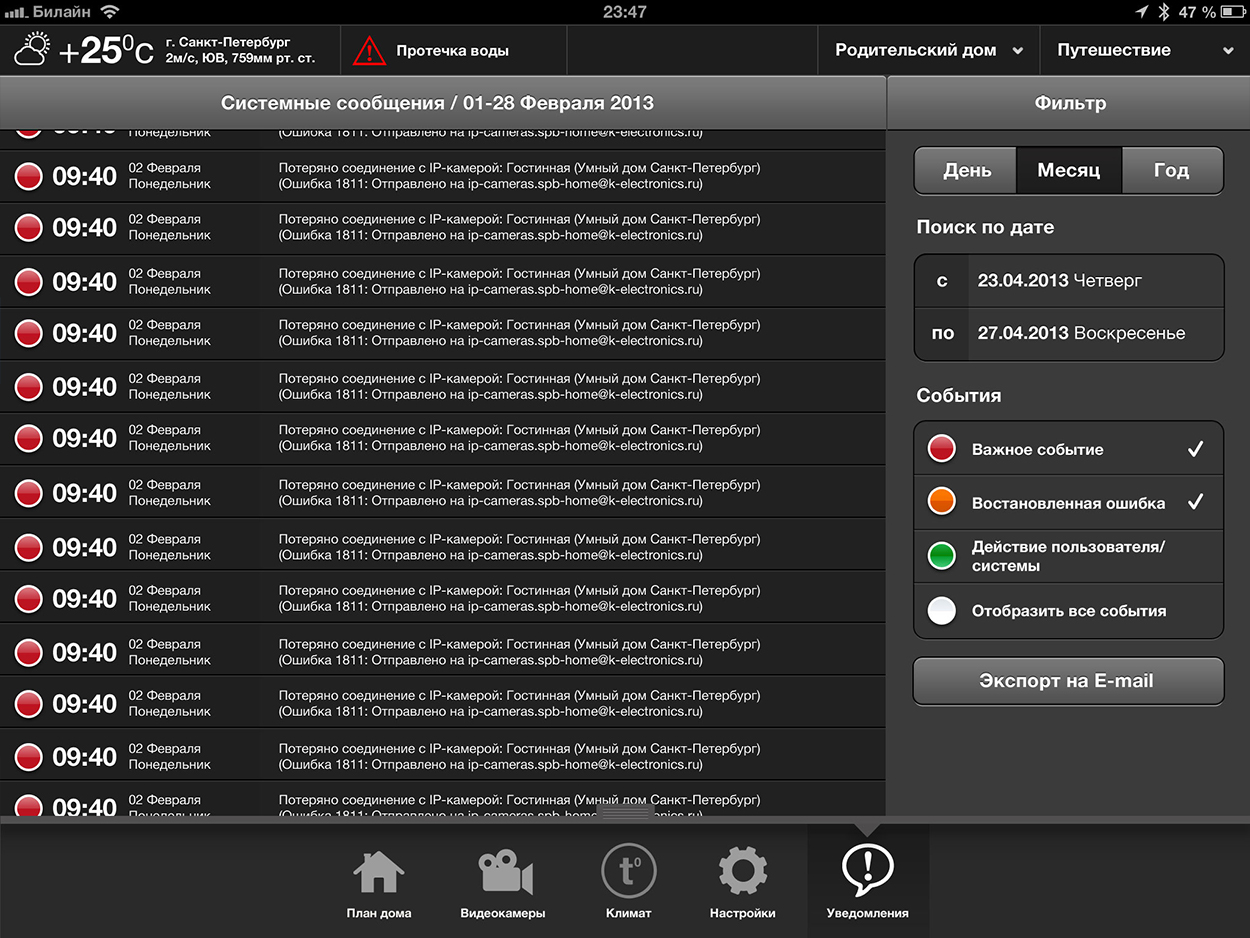 Билайн
23:47
47 %
+25⁰C
г. Санкт-Петербург
2м/с, ЮВ, 759мм рт. ст.
Протечка воды
Родительский дом
Путешествие
Системные сообщения / 01-28 Февраля 2013
Понедельник
(Ошибка 1811: Отправлено на ip-cameras.spb-home@k-electronics.ru)
09:40
02 Февраля
Понедельник
Потеряно соединение с IP-камерой: Гостинная (Умный дом Санкт-Петербург)
(Ошибка 1811: Отправлено на ip-cameras.spb-home@k-electronics.ru)
09:40
02 Февраля
Понедельник
Потеряно соединение с IP-камерой: Гостинная (Умный дом Санкт-Петербург)
(Ошибка 1811: Отправлено на ip-cameras.spb-home@k-electronics.ru)
09:40
02 Февраля
Понедельник
Потеряно соединение с IP-камерой: Гостинная (Умный дом Санкт-Петербург)
(Ошибка 1811: Отправлено на ip-cameras.spb-home@k-electronics.ru)
09:40
02 Февраля
Понедельник
Потеряно соединение с IP-камерой: Гостинная (Умный дом Санкт-Петербург)
(Ошибка 1811: Отправлено на ip-cameras.spb-home@k-electronics.ru)
09:40
02 Февраля
Понедельник
Потеряно соединение с IP-камерой: Гостинная (Умный дом Санкт-Петербург)
(Ошибка 1811: Отправлено на ip-cameras.spb-home@k-electronics.ru)
09:40
02 Февраля
Понедельник
Потеряно соединение с IP-камерой: Гостинная (Умный дом Санкт-Петербург)
(Ошибка 1811: Отправлено на ip-cameras.spb-home@k-electronics.ru)
09:40
02 Февраля
Понедельник
Потеряно соединение с IP-камерой: Гостинная (Умный дом Санкт-Петербург)
(Ошибка 1811: Отправлено на ip-cameras.spb-home@k-electronics.ru)
09:40
02 Февраля
Понедельник
Потеряно соединение с IP-камерой: Гостинная (Умный дом Санкт-Петербург)
(Ошибка 1811: Отправлено на ip-cameras.spb-home@k-electronics.ru)
09:40
02 Февраля
Понедельник
Потеряно соединение с IP-камерой: Гостинная (Умный дом Санкт-Петербург)
(Ошибка 1811: Отправлено на ip-cameras.spb-home@k-electronics.ru)
09:40
02 Февраля
Понедельник
Потеряно соединение с IP-камерой: Гостинная (Умный дом Санкт-Петербург)
(Ошибка 1811: Отправлено на ip-cameras.spb-home@k-electronics.ru)
09:40
02 Февраля
Понедельник
Потеряно соединение с IP-камерой: Гостинная (Умный дом Санкт-Петербург)
(Ошибка 1811: Отправлено на ip-cameras.spb-home@k-electronics.ru)
09:40
02 Февраля
Понедельник
Потеряно соединение с IP-камерой: Гостинная (Умный дом Санкт-Петербург)
(Ошибка 1811: Отправлено на ip-cameras.spb-home@k-electronics.ru)
09:40
02 Февраля
Потеряно соединение с IP-камерой: Гостинная (Умный дом Санкт-Петербург)
Фильтр
День
Месяц
Год
Поиск по дате
с
23.04.2013 Четверг
по
27.04.2013 Воскресенье
События
Важное событие
Востановленная ошибка
Действие пользователя/
системы
Отобразить все события
Экспорт на E-mail
План дома
Видеокамеры
t⁰
Климат
Настройки
Уведомления